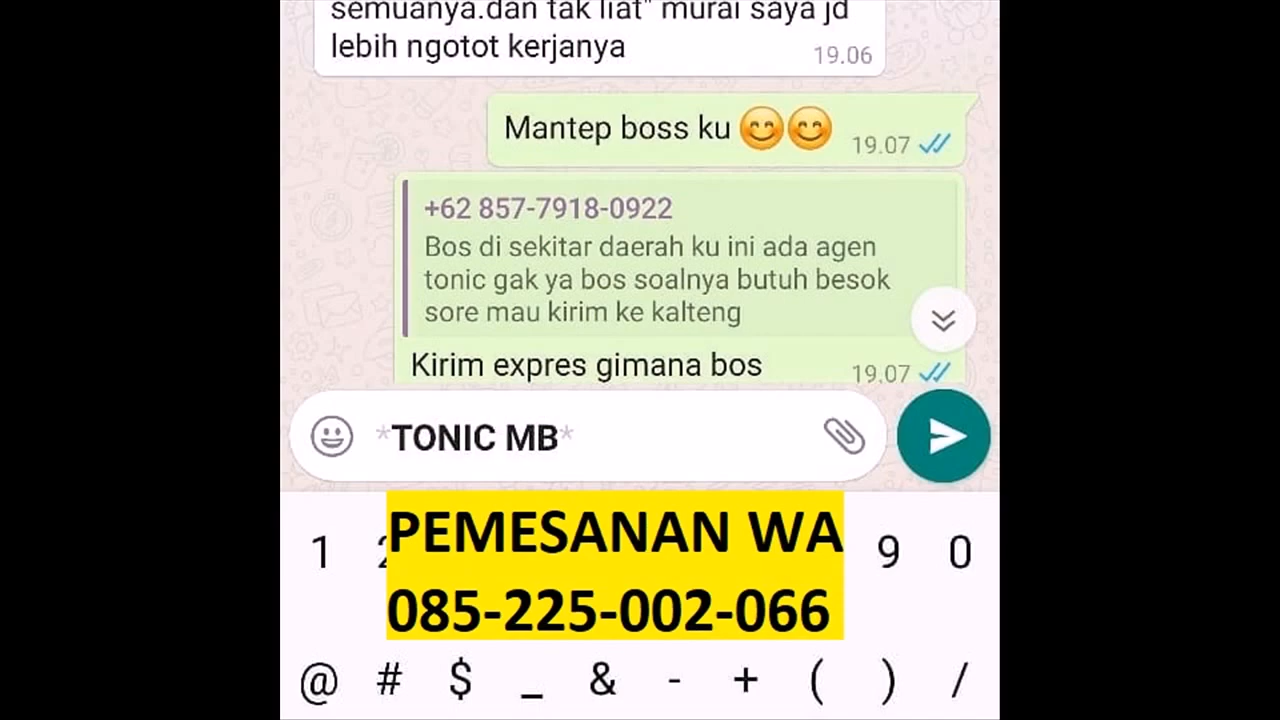 semuanya.dan tak liat" murai saya jd
lebih ngotot kerjanya
19.06
Mantep boss ku 😊😊
19.07
+62 857-7918-0922
Bos di sekitar daerah ku ini ada agen
tonic gak ya bos soalnya butuh besok
sore mau kirim ke kalteng
Kirim expres gimana bos
19.07
*TONIC MB*
PEMESANAN WA
085-225-002-066
1 2 9 0
@ # $ _ & - + ( ) /